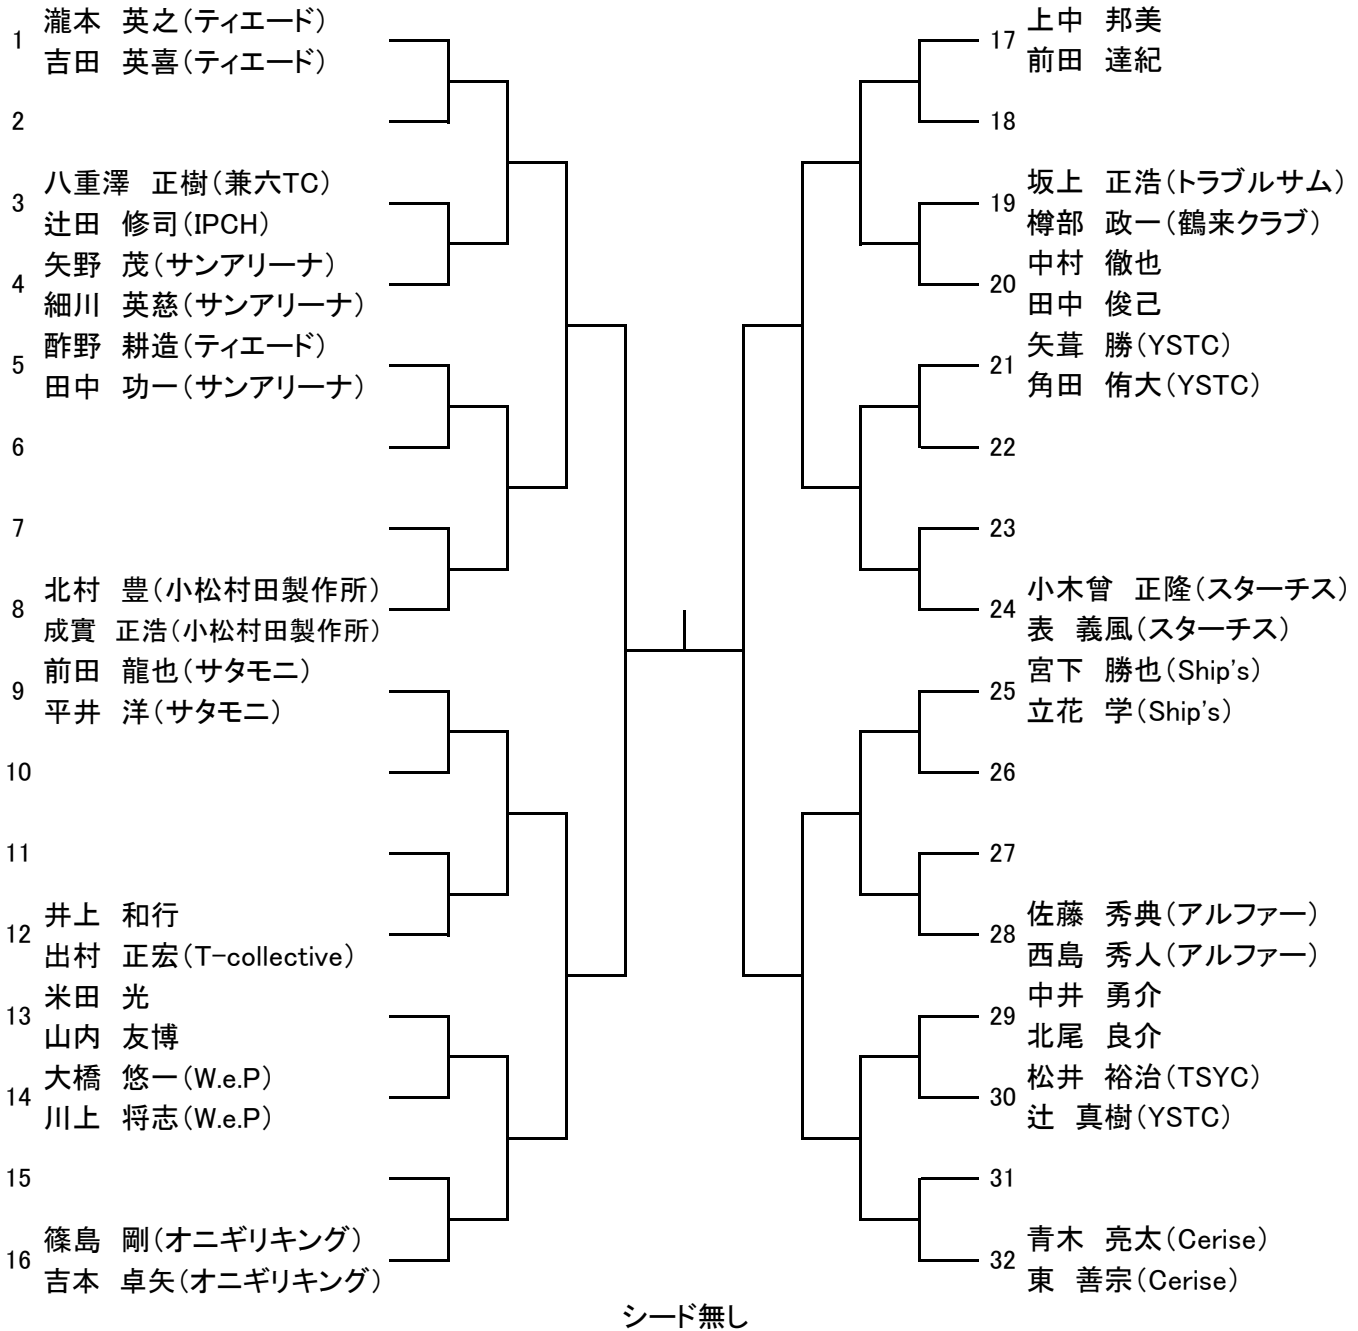 1
瀧本 英之(ティエード)
吉田 英喜(ティエード)
2
3
八重澤 正樹(兼六TC)
辻田 修司(IPCH)
4
矢野 茂(サンアリーナ)
細川 英慈(サンアリーナ)
5
酢野 耕造(ティエード)
田中 功一(サンアリーナ)
6
7
8
北村 豊(小松村田製作所)
成實 正浩(小松村田製作所)
9
前田 龍也(サタモニ)
平井 洋(サタモニ)
10
11
12
井上 和行
出村 正宏(T-collective)
13
米田 光
山内 友博
14
大橋 悠一(W.e.P)
川上 将志(W.e.P)
15
16
篠島 剛(オニギリキング)
吉本 卓矢(オニギリキング)
17
上中 邦美
前田 達紀
18
19
坂上 正浩(トラブルサム)
樽部 政一(鶴来クラブ)
20
中村 徹也
田中 俊己
21
矢葺 勝(YSTC)
角田 侑大(YSTC)
22
23
24
小木曾 正隆(スターチス)
表 義風(スターチス)
25
宮下 勝也(Ship's)
立花 学(Ship's)
26
27
28
佐藤 秀典(アルファー)
西島 秀人(アルファー)
29
中井 勇介
北尾 良介
30
松井 裕治(TSYC)
辻 真樹(YSTC)
31
32
青木 亮太(Cerise)
東 善宗(Cerise)
シード無し